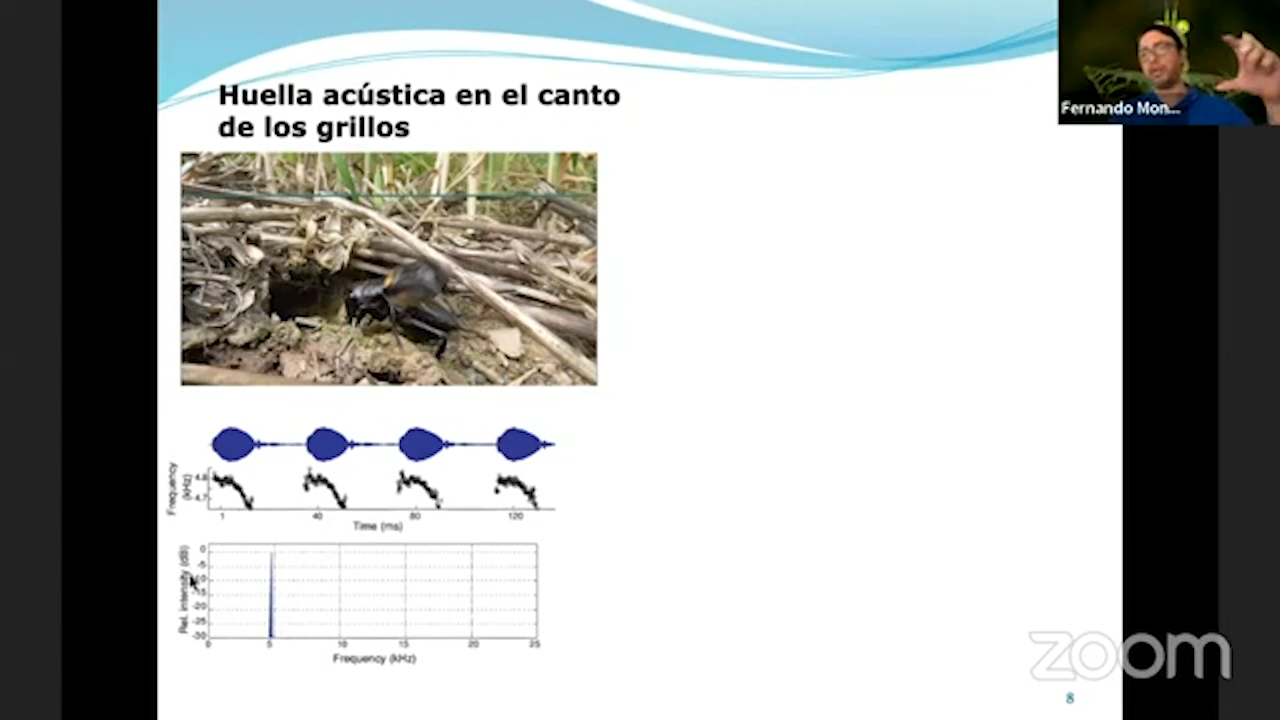 Huella acústica en el canto
de los grillos
Fernando Mon...
Frequency
(kHz)
4.8
4.7
1 40 80 120
Time (ms)
Rel. intensity (dB)
0
-5
-10
-15
-20
-25
-30
0 5 10 15 20 25
Frequency (kHz)
zoom
8